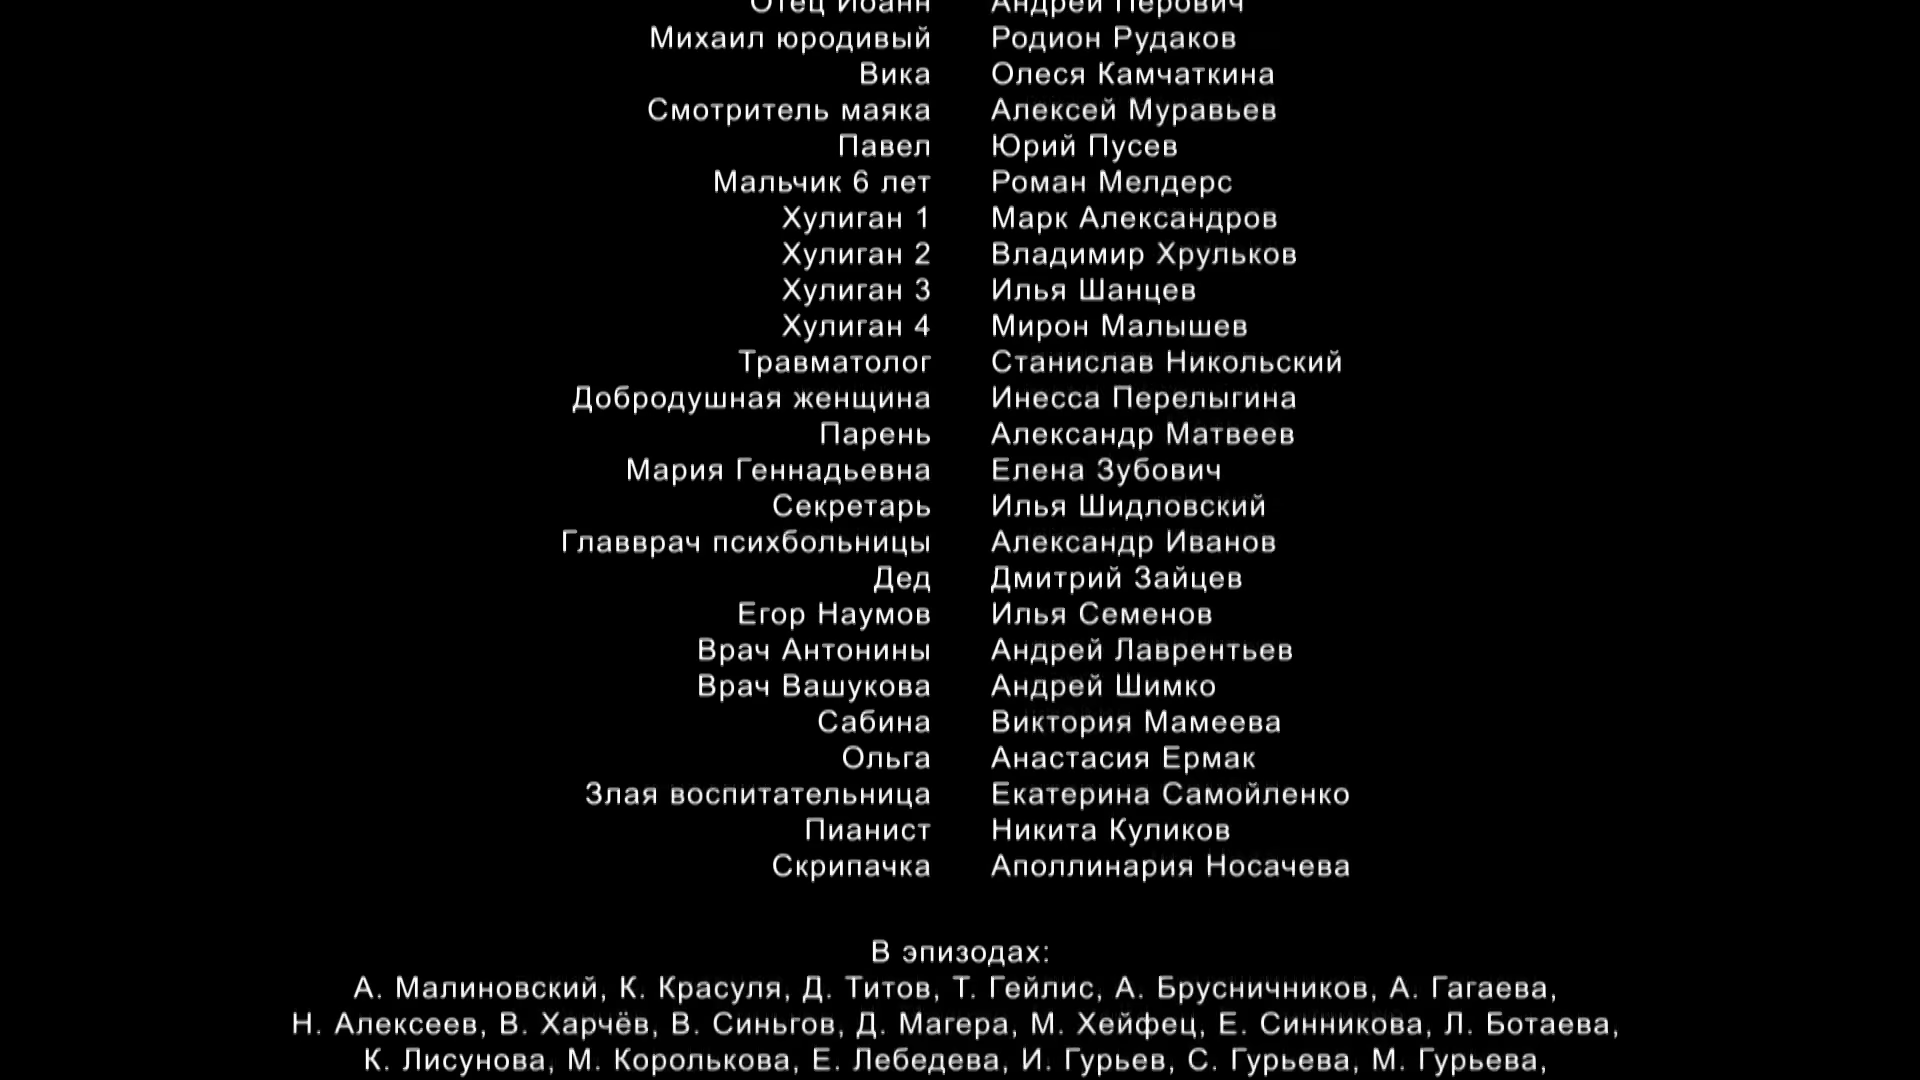 Отец Иоанн Андрей Перович
Михаил юродивый Родион Рудаков
Вика Олеся Камчаткина
Смотритель маяка Алексей Муравьев
Павел Юрий Пусев
Мальчик 6 лет Роман Мелдерс
Хулиган 1 Марк Александров
Хулиган 2 Владимир Хрульков
Хулиган 3 Илья Шанцев
Хулиган 4 Мирон Малышев
Травматолог Станислав Никольский
Добродушная женщина Инесса Перелыгина
Парень Александр Матвеев
Мария Геннадьевна Елена Зубович
Секретарь Илья Шидловский
Главврач психбольницы Александр Иванов
Дед Дмитрий Зайцев
Егор Наумов Илья Семенов
Врач Антонины Андрей Лаврентьев
Врач Вашукова Андрей Шимко
Сабина Виктория Мамеева
Ольга Анастасия Ермак
Злая воспитательница Екатерина Самойленко
Пианист Никита Куликов
Скрипачка Аполлинария Носачева
В эпизодах:
А. Малиновский, К. Красуля, Д. Титов, Т. Гейлис, А. Брусничников, А. Гагаева,
Н. Алексеев, В. Харчёв, В. Синьгов, Д. Магера, М. Хейфец, Е. Синникова, Л. Ботаева,
К. Лисунова, М. Королькова, Е. Лебедева, И. Гурьев, С. Гурьева, М. Гурьева,